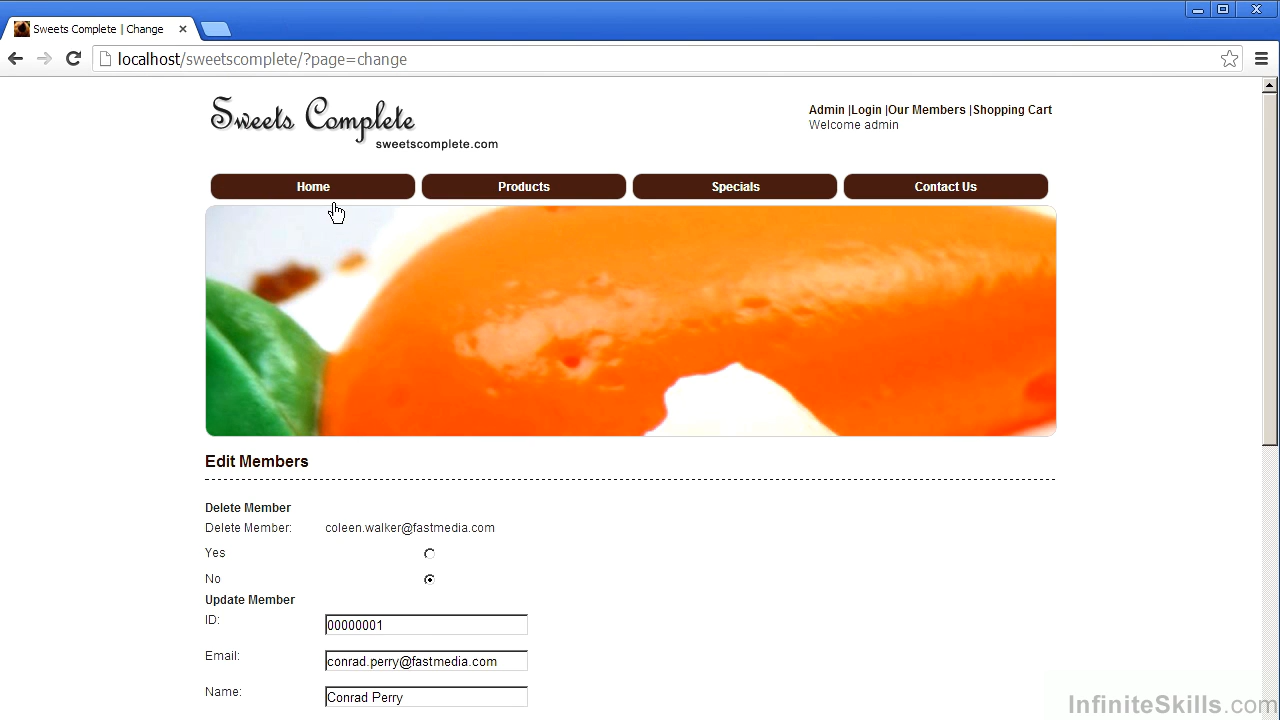 Sweets Complete | Change
localhost/sweetscomplete/?page=change
Sweets Complete
sweetscomplete.com
Admin |Login |Our Members |Shopping Cart
Welcome admin
Home Products Specials Contact Us
Edit Members
Delete Member
Delete Member: coleen.walker@fastmedia.com
Yes
No
Update Member
ID: 00000001
Email: conrad.perry@fastmedia.com
Name: Conrad Perry
InfiniteSkills.com